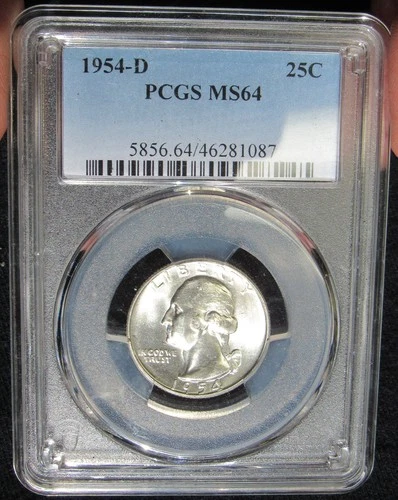 1954-D 25C
PCGS MS64
5856.64/46281087
LIBERTY
IN GOD WE
TRUST
1954